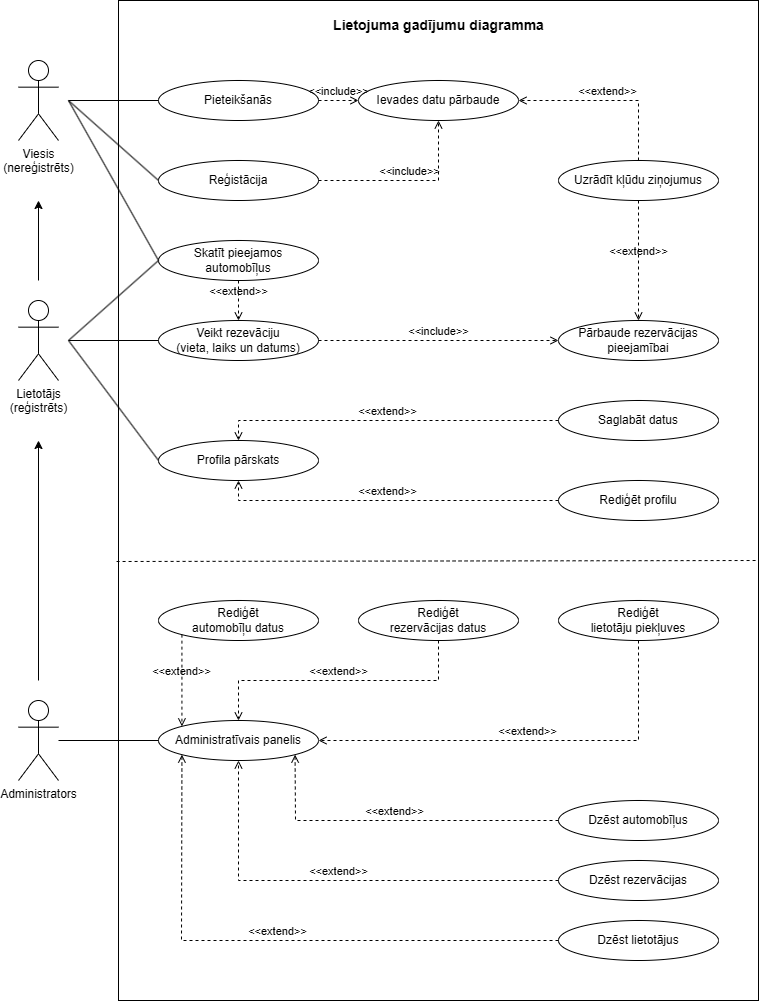 Lietojuma gadījumu diagramma
Viesis
(nereģistrēts)
Pieteikšanās
<<include>>
Ievades datu pārbaude
<<extend>>
Reģistācija
<<include>>
Uzrādīt kļūdu ziņojumus
Skatīt pieejamos
automobīļus
<<extend>>
<<extend>>
Lietotājs
(reģistrēts)
Veikt rezevāciju
(vieta, laiks un datums)
<<include>>
Pārbaude rezervācijas
pieejamībai
<<extend>>
Saglabāt datus
Profila pārskats
<<extend>>
Rediģēt profilu
Rediģēt
automobīļu datus
Rediģēt
rezervācijas datus
Rediģēt
lietotāju piekļuves
<<extend>>
<<extend>>
<<extend>>
Administrators
Administratīvais panelis
<<extend>>
Dzēst automobīļus
<<extend>>
Dzēst rezervācijas
<<extend>>
Dzēst lietotājus